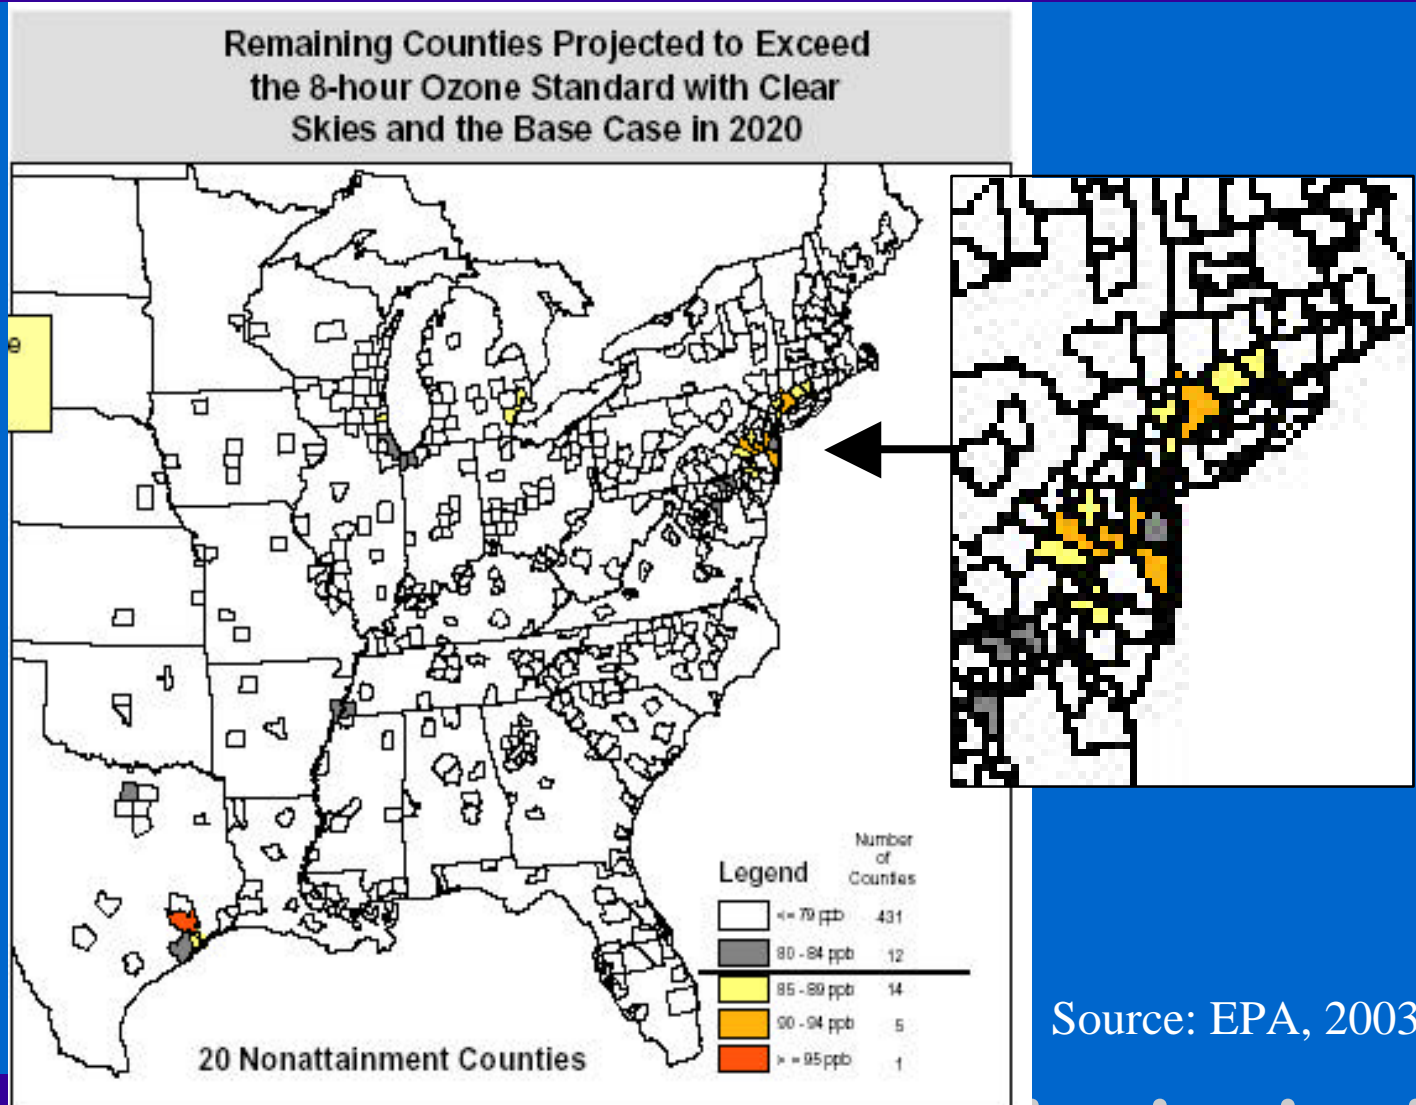 Remaining Counties Projected to Exceed
the 8-hour Ozone Standard with Clear
Skies and the Base Case in 2020
e
Number
of
Legend Counties
<= 79 ppb 431
80 - 84 ppb 12
85 - 89 ppb 14
90 - 94 ppb 5
> = 95 ppb 1
20 Nonattainment Counties
Source: EPA, 2003